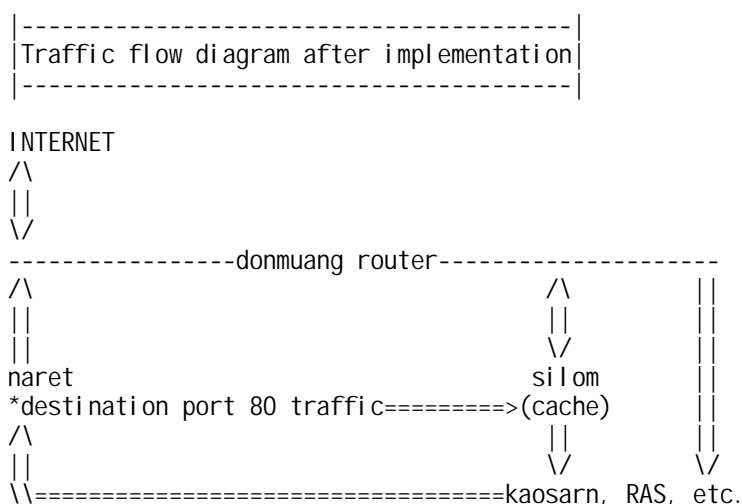 |------------------------------------------|
|Traffic flow diagram after implementation|
|------------------------------------------|
INTERNET
/\
||
\/
-----------------donmuang router---------------------
/\ /\ ||
|| || ||
|| \/ ||
naret silom ||
*destination port 80 traffic=========>(cache) ||
/\ || ||
|| \/ \/
\\===================================kaosarn, RAS, etc.